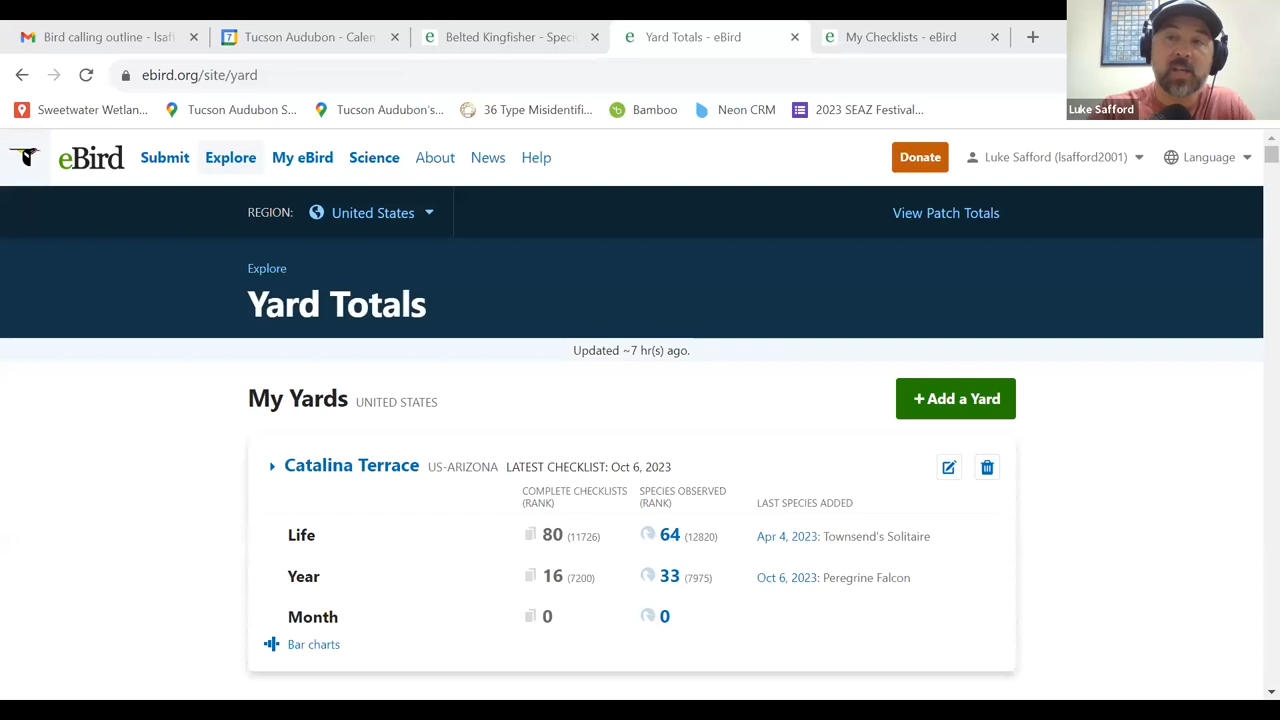 Bird calling outline - lsaff
Tucson Audubon - Calen
Belted Kingfisher - Speci
Yard Totals - eBird
My Checklists - eBird
ebird.org/site/yard
Luke Safford
Sweetwater Wetlan...
Tucson Audubon S...
Tucson Audubon's...
36 Type Misidentifi...
Bamboo
Neon CRM
2023 SEAZ Festival...
eBird
Submit
Explore
My eBird
Science
About
News
Help
Donate
Luke Safford (lsafford2001)
Language
REGION:
United States
View Patch Totals
Explore
Yard Totals
Updated ~7 hr(s) ago.
My Yards UNITED STATES
+ Add a Yard
Catalina Terrace US-ARIZONA LATEST CHECKLIST: Oct 6, 2023
COMPLETE CHECKLISTS (RANK)
SPECIES OBSERVED (RANK)
LAST SPECIES ADDED
Life 80 (11726) 64 (12820) Apr 4, 2023: Townsend's Solitaire
Year 16 (7200) 33 (7975) Oct 6, 2023: Peregrine Falcon
Month 0 0
Bar charts